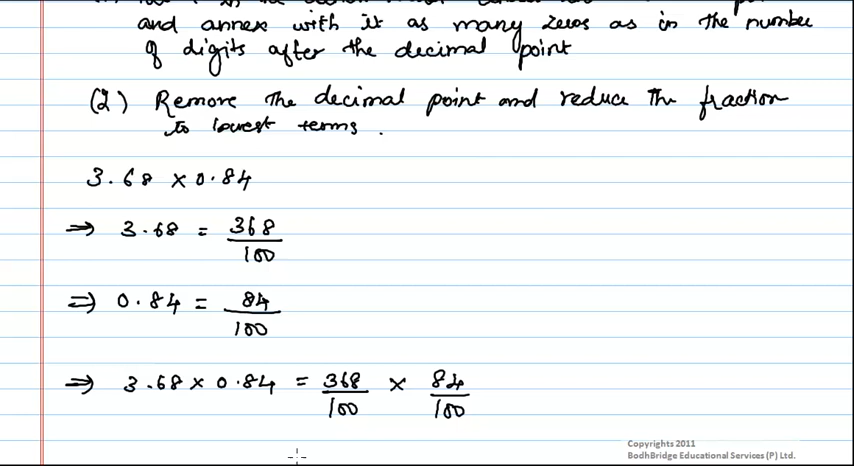 and annex with it as many zeros as in the number
of digits after the decimal point
(2) Remove the decimal point and reduce the fraction
to lowest terms.
3.68 x 0.84
⇒ 3.68 = 368/100
⇒ 0.84 = 84/100
⇒ 3.68 x 0.84 = 368/100 x 84/100
Copyrights 2011
BodhBridge Educational Services (P) Ltd.